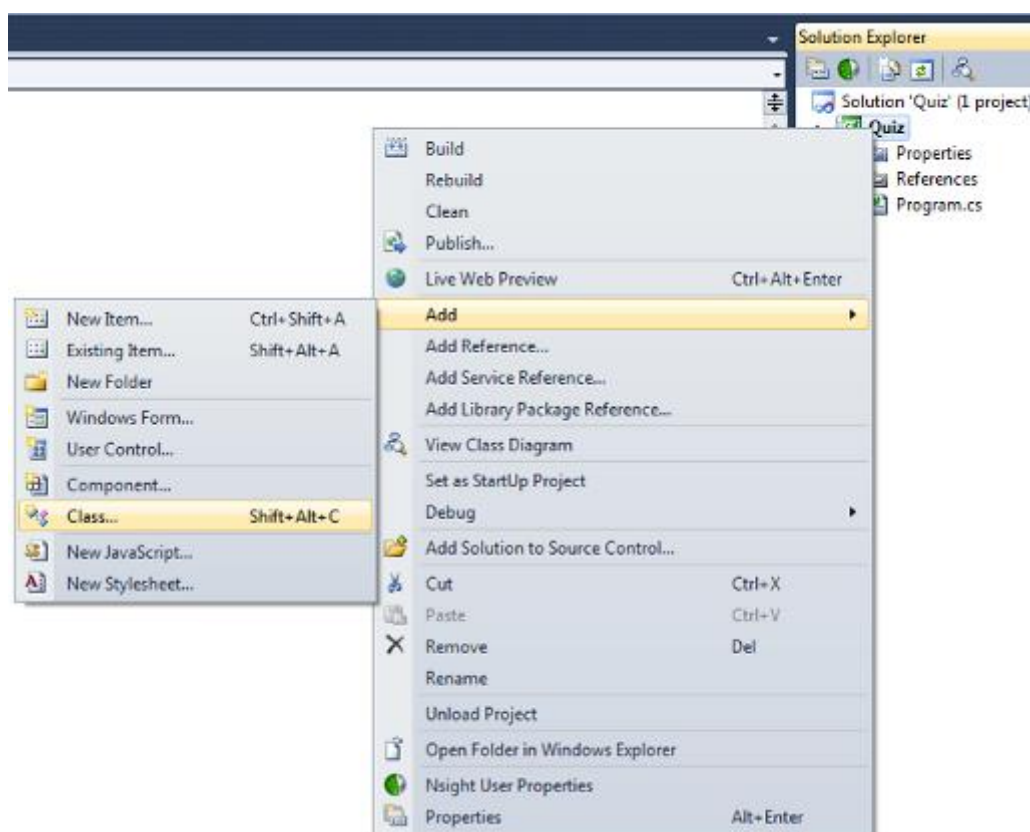 Solution Explorer
Solution 'Quiz' (1 project)
Quiz
Properties
References
Program.cs
Build
Rebuild
Clean
Publish...
Live Web Preview Ctrl+Alt+Enter
Add
Add Reference...
Add Service Reference...
Add Library Package Reference...
View Class Diagram
Set as StartUp Project
Debug
Add Solution to Source Control...
Cut Ctrl+X
Paste Ctrl+V
Remove Del
Rename
Unload Project
Open Folder in Windows Explorer
Nsight User Properties
Properties Alt+Enter
New Item... Ctrl+Shift+A
Existing Item... Shift+Alt+A
New Folder
Windows Form...
User Control...
Component...
Class... Shift+Alt+C
New JavaScript...
New Stylesheet...